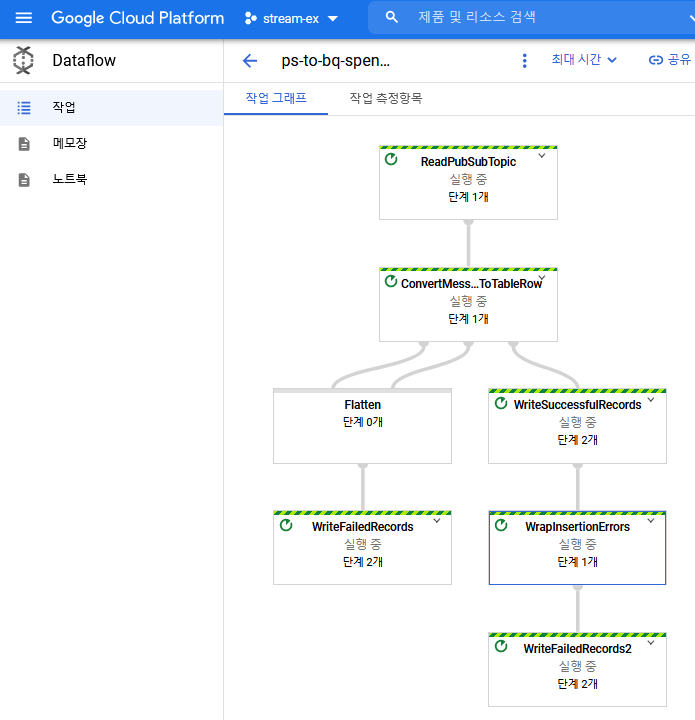 Google Cloud Platform
stream-ex
제품 및 리소스 검색
Dataflow
ps-to-bq-spen...
최대 시간
공유
작업
메모장
노트북
작업 그래프
작업 측정항목
ReadPubSubTopic
실행 중
단계 1개
ConvertMess...ToTableRow
실행 중
단계 1개
Flatten
단계 0개
WriteSuccessfulRecords
실행 중
단계 2개
WriteFailedRecords
실행 중
단계 2개
WrapInsertionErrors
실행 중
단계 1개
WriteFailedRecords2
실행 중
단계 2개